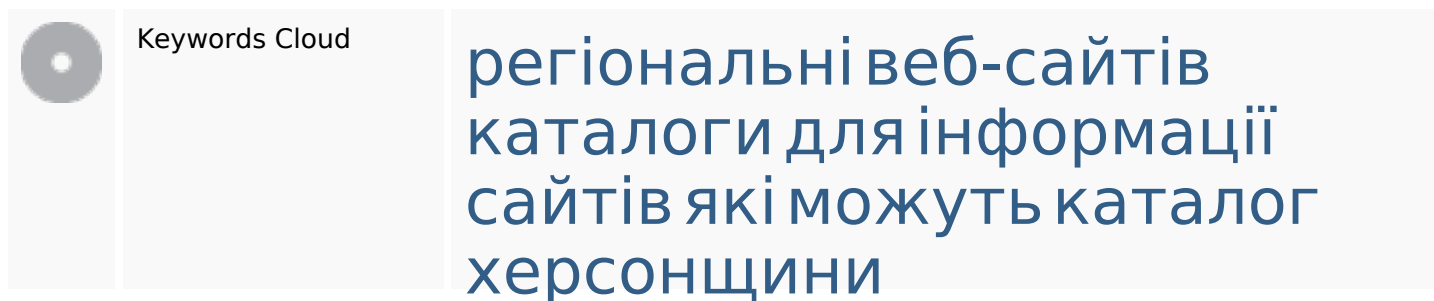 Keywords Cloud
регіональні веб-сайтів
каталоги для інформації
сайтів які можуть каталог
херсонщини